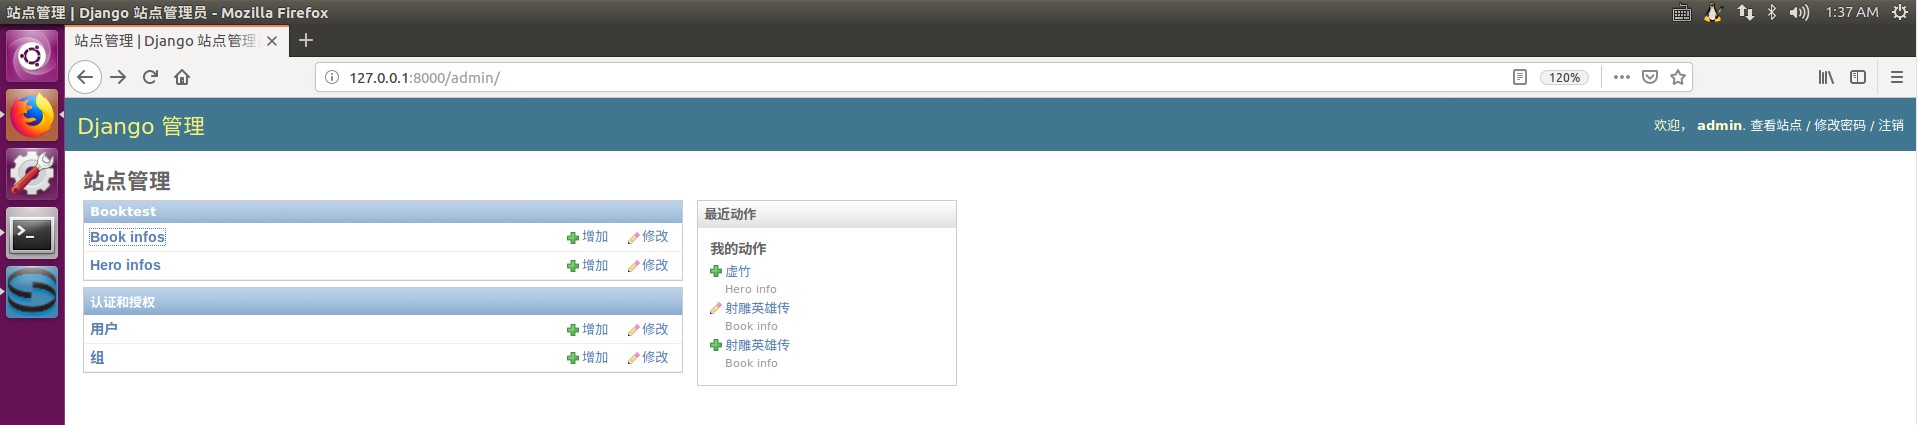 站点管理 | Django 站点管理员 - Mozilla Firefox
1:37 AM
站点管理 | Django 站点管理
127.0.0.1:8000/admin/
120%
Django 管理
欢迎， admin. 查看站点 / 修改密码 / 注销
站点管理
Booktest
Book infos 增加 修改
Hero infos 增加 修改
认证和授权
用户 增加 修改
组 增加 修改
最近动作
我的动作
虚竹
Hero info
射雕英雄传
Book info
射雕英雄传
Book info